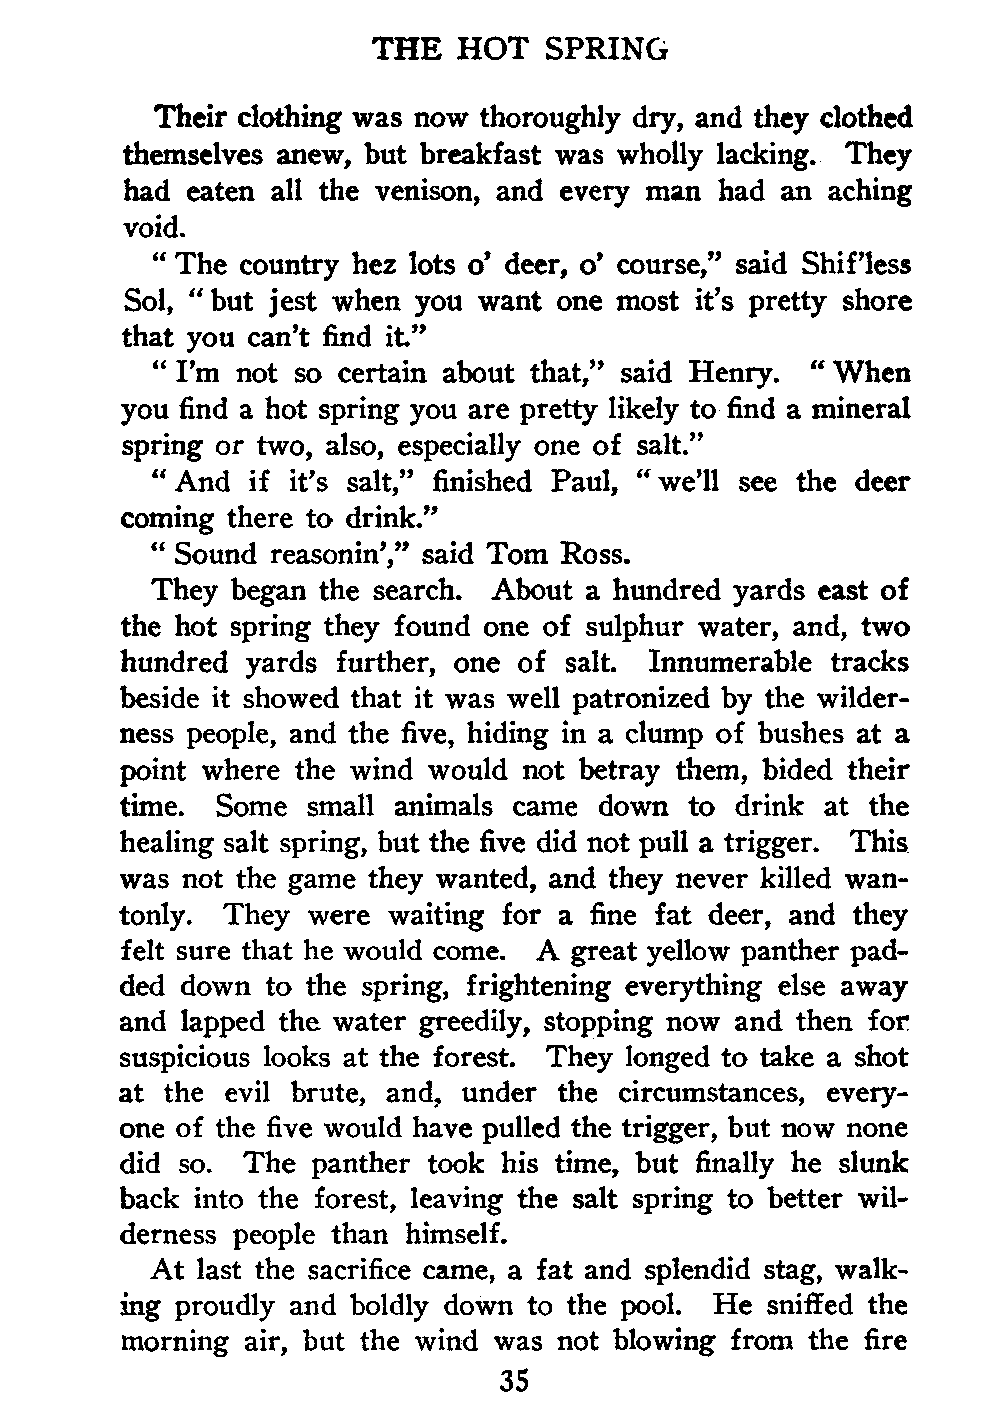 THE HOT SPRING
Their clothing was now thoroughly dry, and they clothed
themselves anew, but breakfast was wholly lacking. They
had eaten all the venison, and every man had an aching
void.
“ The country hez lots o’ deer, o’ course,” said Shif’less
Sol, “ but jest when you want one most it’s pretty shore
that you can’t find it.”
“ I’m not so certain about that,” said Henry. “ When
you find a hot spring you are pretty likely to find a mineral
spring or two, also, especially one of salt.”
“ And if it’s salt,” finished Paul, “ we’ll see the deer
coming there to drink.”
“ Sound reasonin’,” said Tom Ross.
They began the search. About a hundred yards east of
the hot spring they found one of sulphur water, and, two
hundred yards further, one of salt. Innumerable tracks
beside it showed that it was well patronized by the wilder-
ness people, and the five, hiding in a clump of bushes at a
point where the wind would not betray them, bided their
time. Some small animals came down to drink at the
healing salt spring, but the five did not pull a trigger. This
was not the game they wanted, and they never killed wan-
tonly. They were waiting for a fine fat deer, and they
felt sure that he would come. A great yellow panther pad-
ded down to the spring, frightening everything else away
and lapped the water greedily, stopping now and then for
suspicious looks at the forest. They longed to take a shot
at the evil brute, and, under the circumstances, every-
one of the five would have pulled the trigger, but now none
did so. The panther took his time, but finally he slunk
back into the forest, leaving the salt spring to better wil-
derness people than himself.
At last the sacrifice came, a fat and splendid stag, walk-
ing proudly and boldly down to the pool. He sniffed the
morning air, but the wind was not blowing from the fire
35